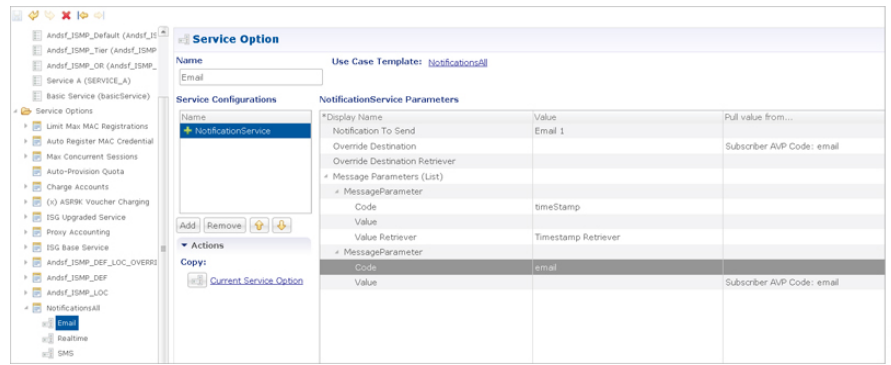 Andsf_ISMP_Default (Andsf_IS
Andsf_ISMP_Tier (Andsf_ISMP
Andsf_ISMP_OR (Andsf_ISMP_
Service A (SERVICE_A)
Basic Service (basicService)
Service Options
Limit Max MAC Registrations
Auto Register MAC Credential
Max Concurrent Sessions
Auto-Provision Quota
Charge Accounts
(x) ASR9K Voucher Charging
ISG Upgraded Service
Proxy Accounting
ISG Base Service
Andsf_ISMP_DEF_LOC_OVERRI
Andsf_ISMP_DEF
Andsf_ISMP_LOC
NotificationsAll
Email
Realtime
SMS
Service Option
Name
Use Case Template: NotificationsAll
Email
Service Configurations
Name
NotificationService
Add Remove
Actions
Copy:
Current Service Option
NotificationService Parameters
*Display Name Value Pull value from...
Notification To Send Email 1
Override Destination Subscriber AVP Code: email
Override Destination Retriever
Message Parameters (List)
MessageParameter
Code timeStamp
Value
Value Retriever Timestamp Retriever
MessageParameter
Code email
Value Subscriber AVP Code: email